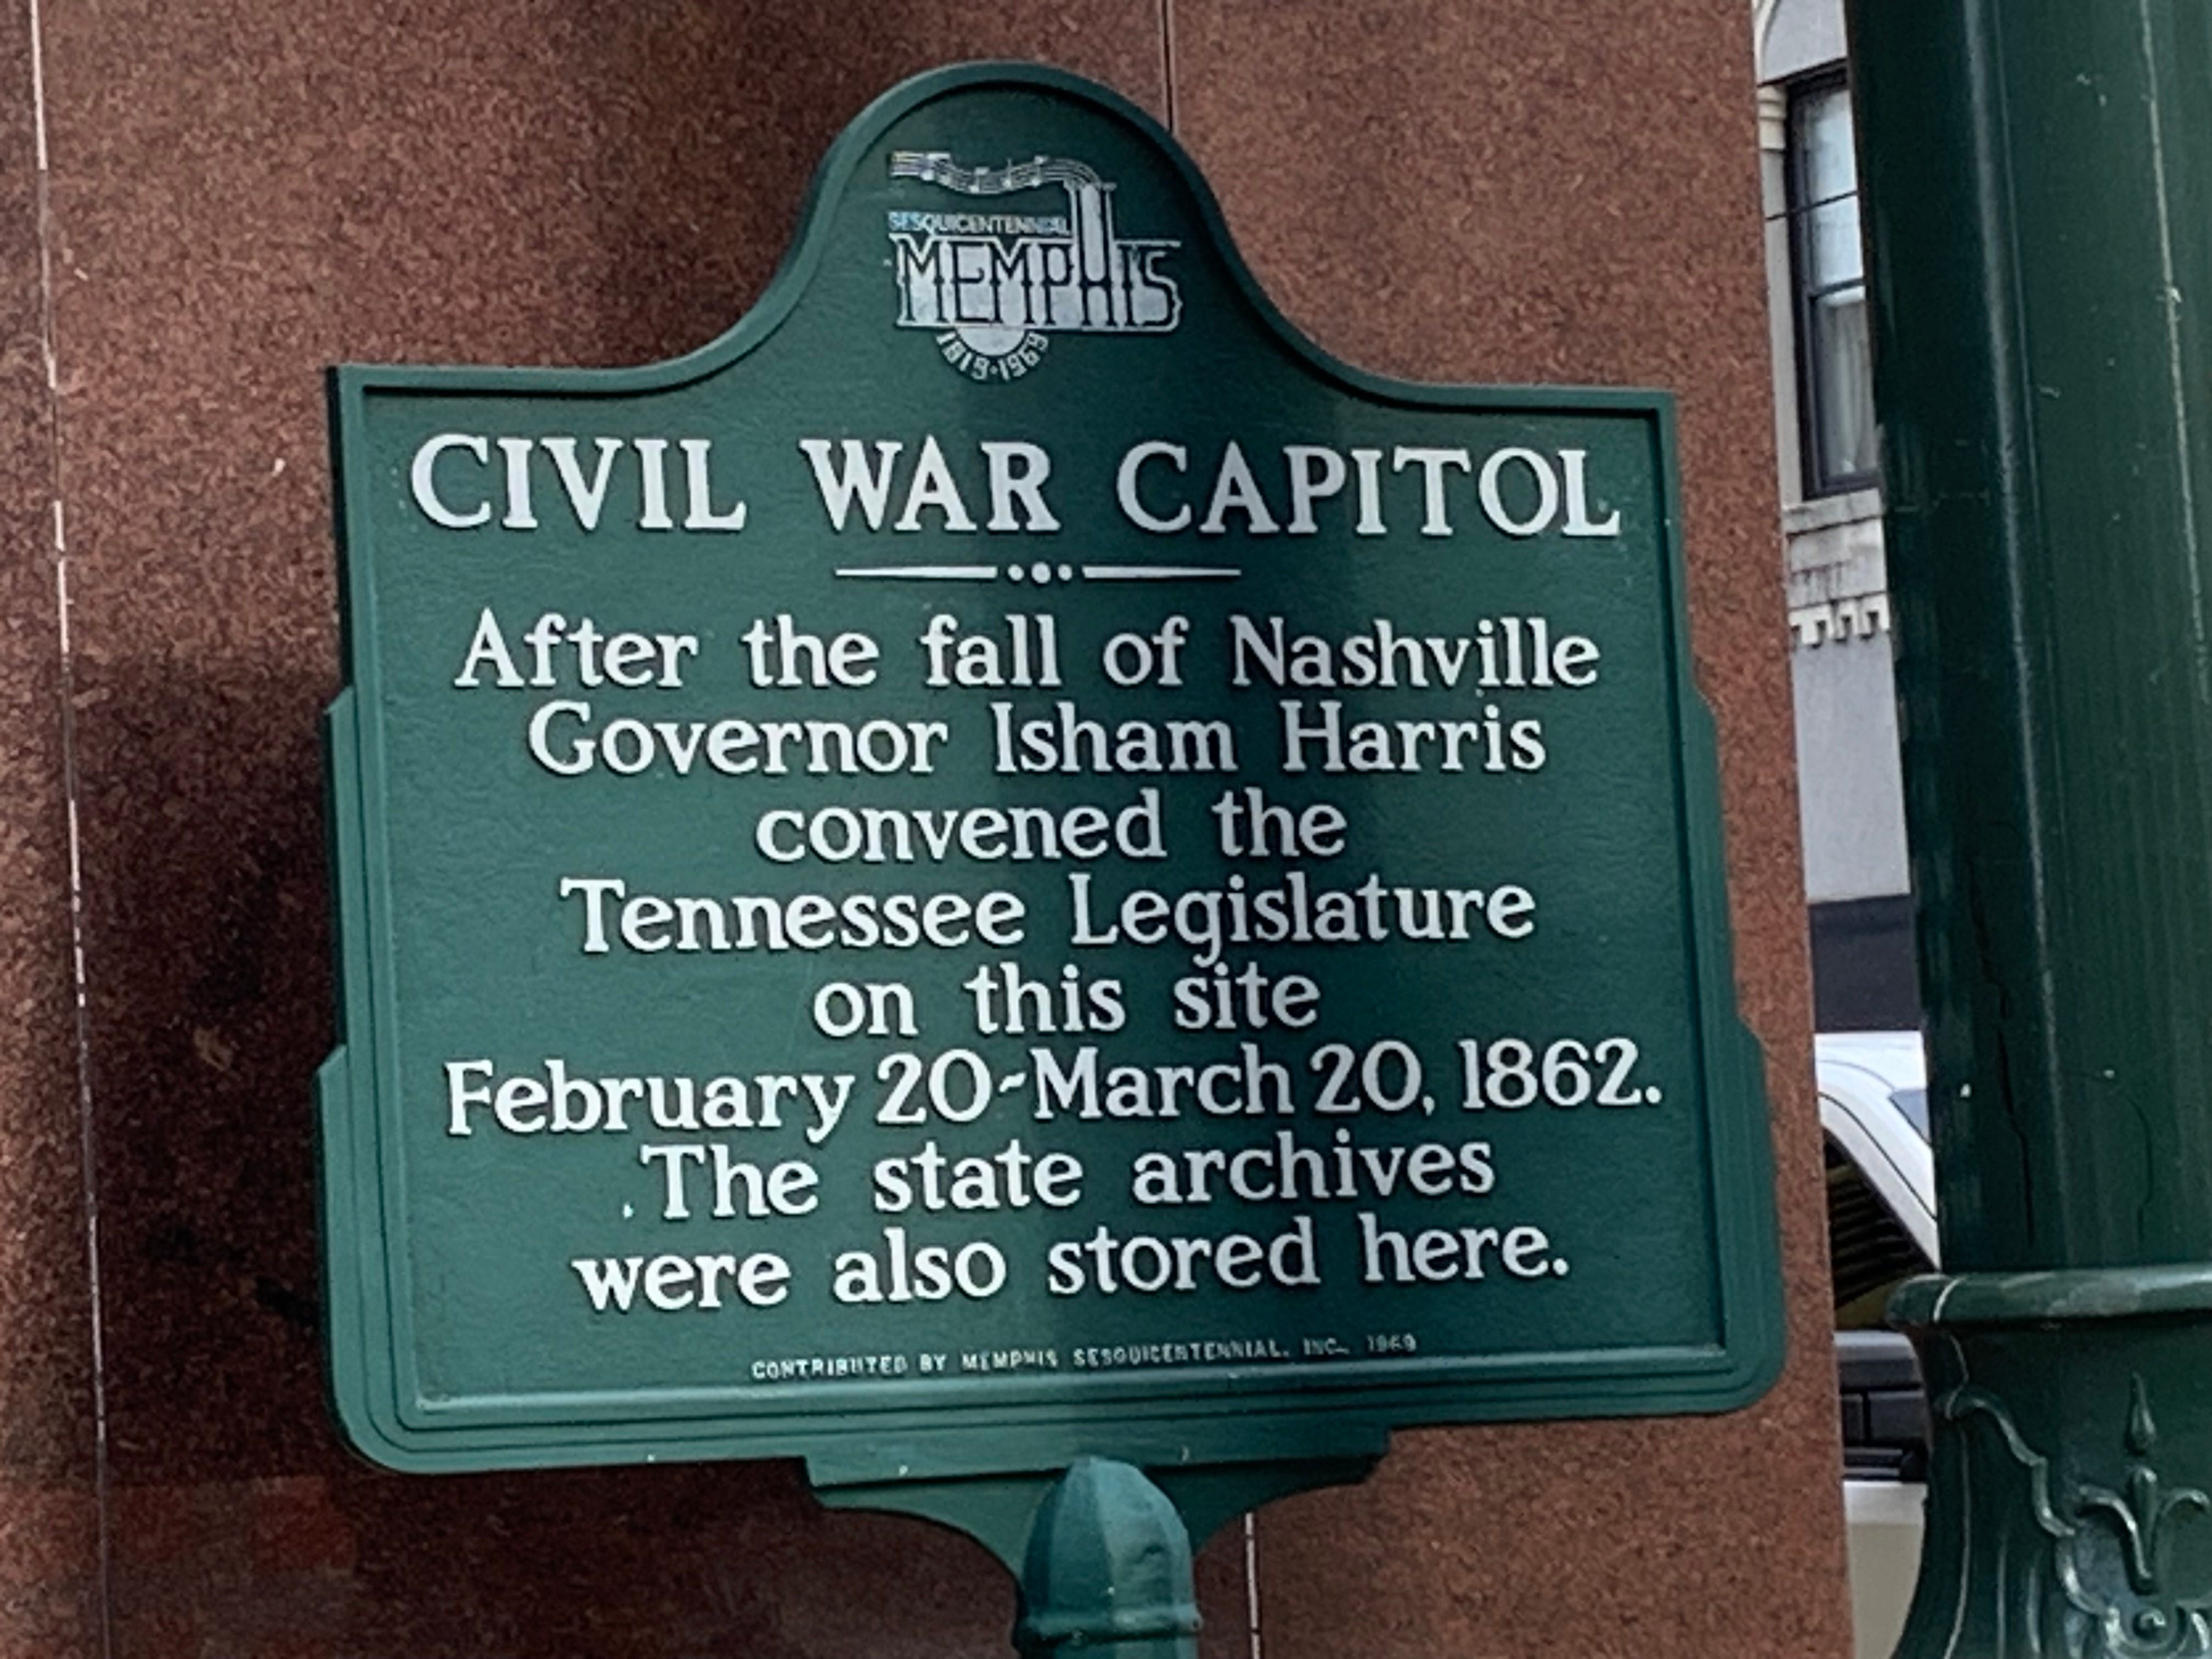 SESQUICENTENNIAL
MEMPHIS
1819·1969
CIVIL WAR CAPITOL
After the fall of Nashville
Governor Isham Harris
convened the
Tennessee Legislature
on this site
February 20-March 20, 1862.
The state archives
were also stored here.
CONTRIBUTED BY MEMPHIS SESQUICENTENNIAL, INC., 1969